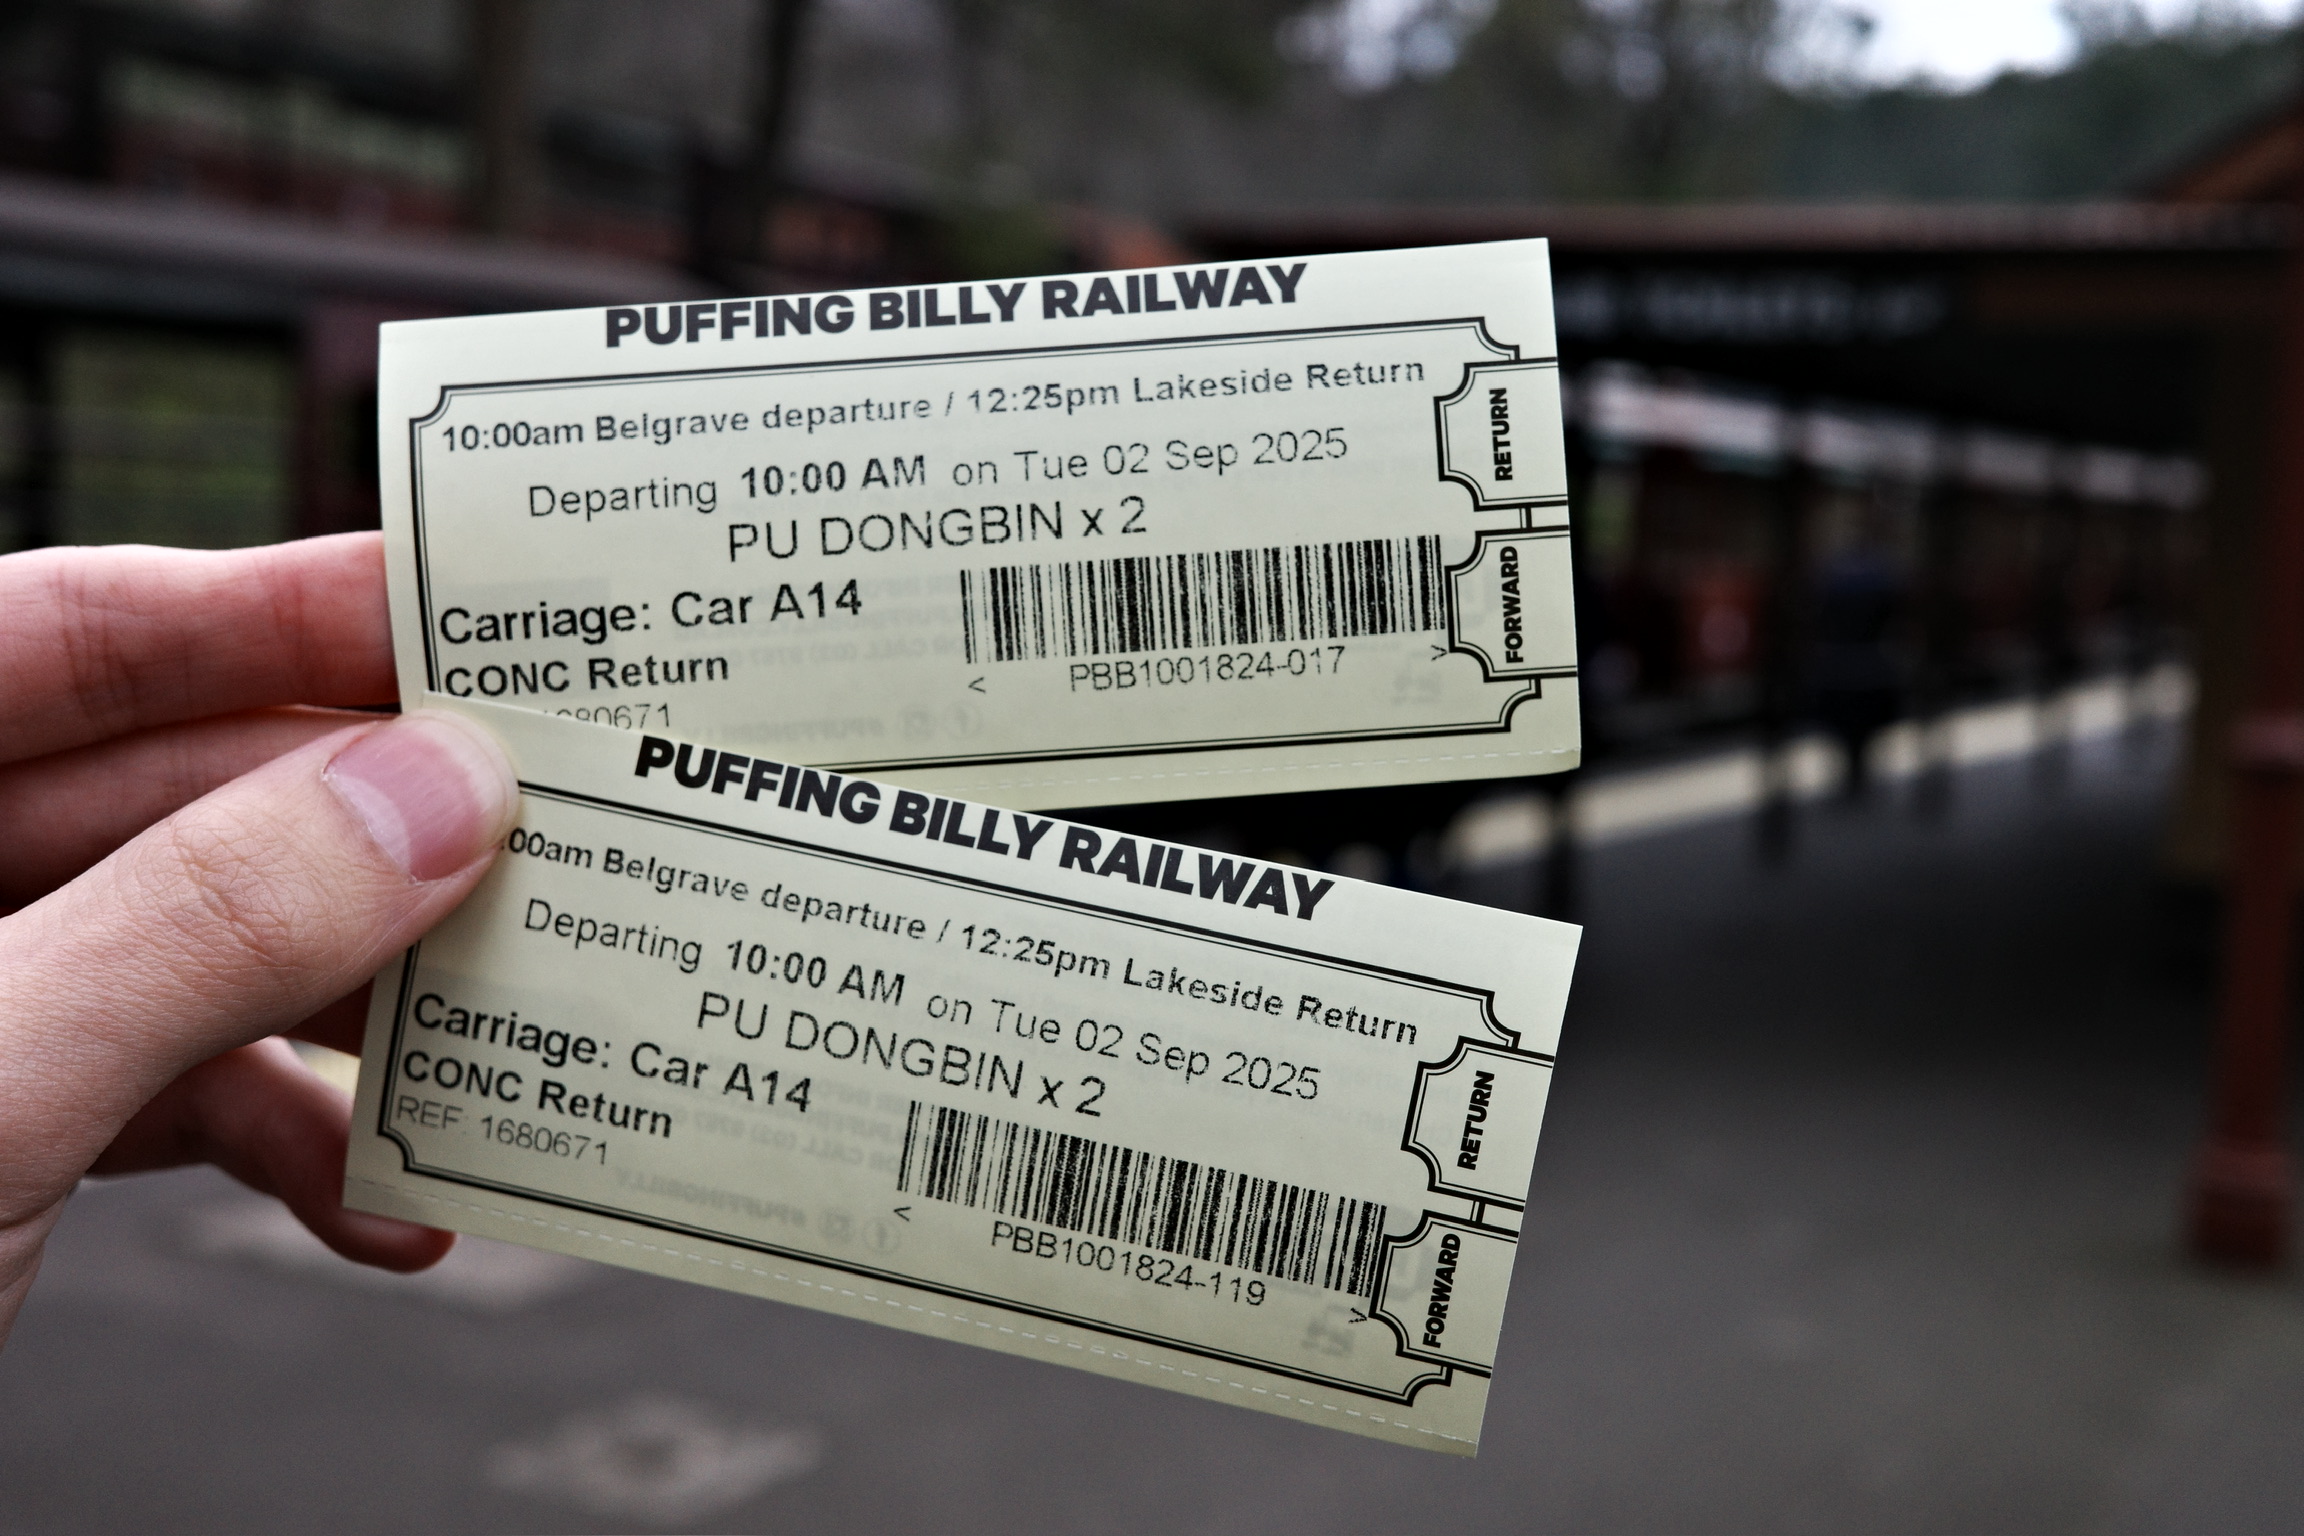 PUFFING BILLY RAILWAY
10:00am Belgrave departure / 12:25pm Lakeside Return
Departing 10:00 AM on Tue 02 Sep 2025
PU DONGBIN x 2
Carriage: Car A14
CONC Return
1680671
< PBB1001824-017 >
RETURN
FORWARD
PUFFING BILLY RAILWAY
:00am Belgrave departure / 12:25pm Lakeside Return
Departing 10:00 AM on Tue 02 Sep 2025
PU DONGBIN x 2
Carriage: Car A14
CONC Return
REF: 1680671
< PBB1001824-119 >
RETURN
FORWARD